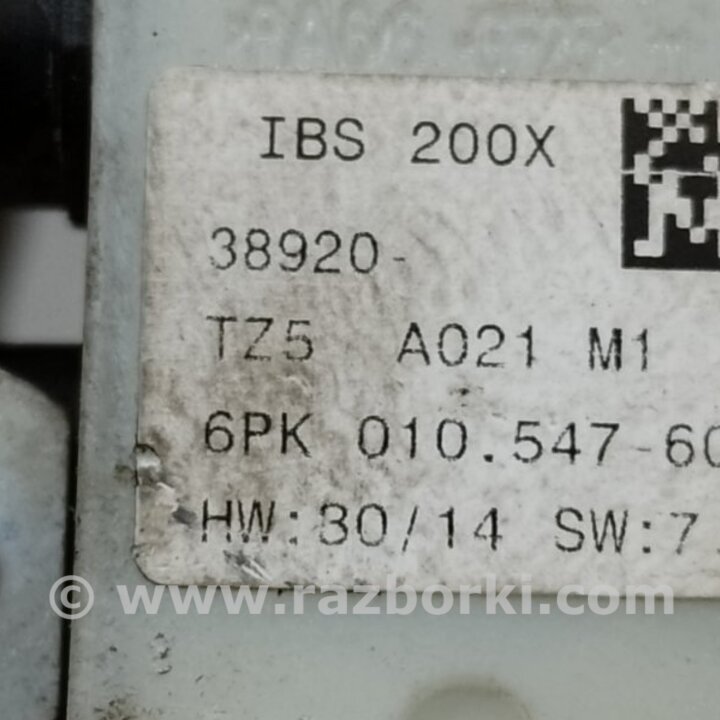 IBS 200X
38920-
TZ5 A021 M1
6PK 010.547-60
HW:30/14 SW:7.
© www.razborki.com